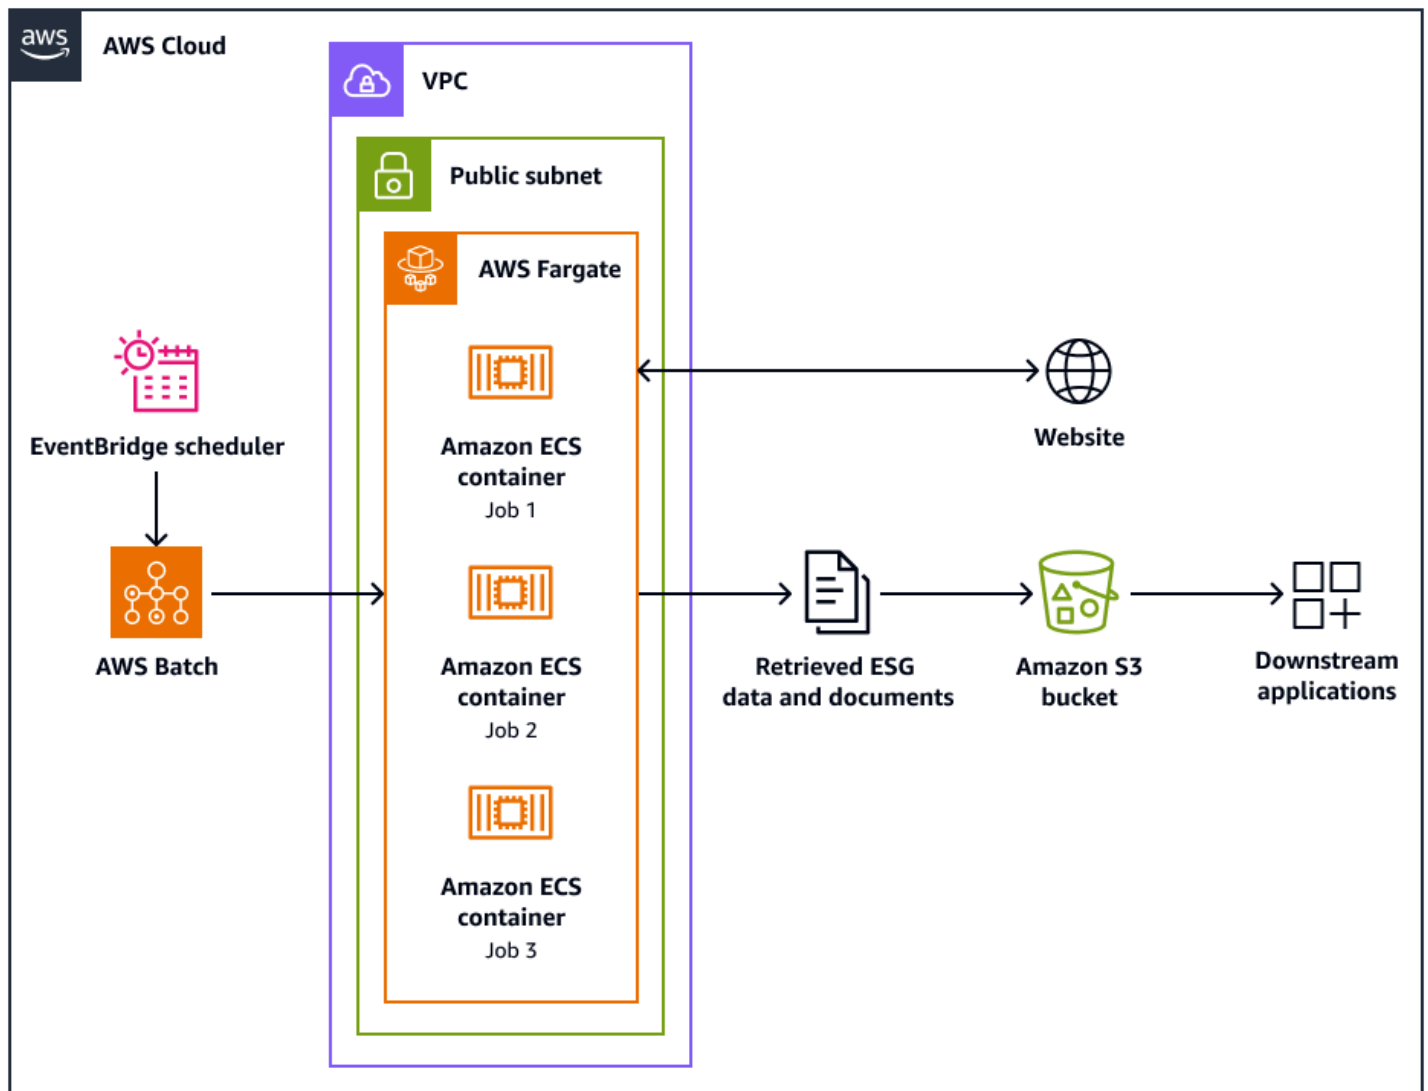 aws
AWS Cloud
VPC
Public subnet
AWS Fargate
EventBridge scheduler
AWS Batch
Amazon ECS
container
Job 1
Amazon ECS
container
Job 2
Amazon ECS
container
Job 3
Website
Retrieved ESG
data and documents
Amazon S3
bucket
Downstream
applications